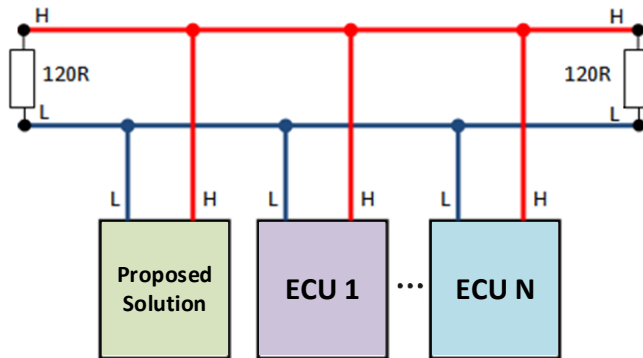 H
H
120R
120R
L
L
L
H
L
H
L
H
Proposed
Solution
ECU 1
...
ECU N